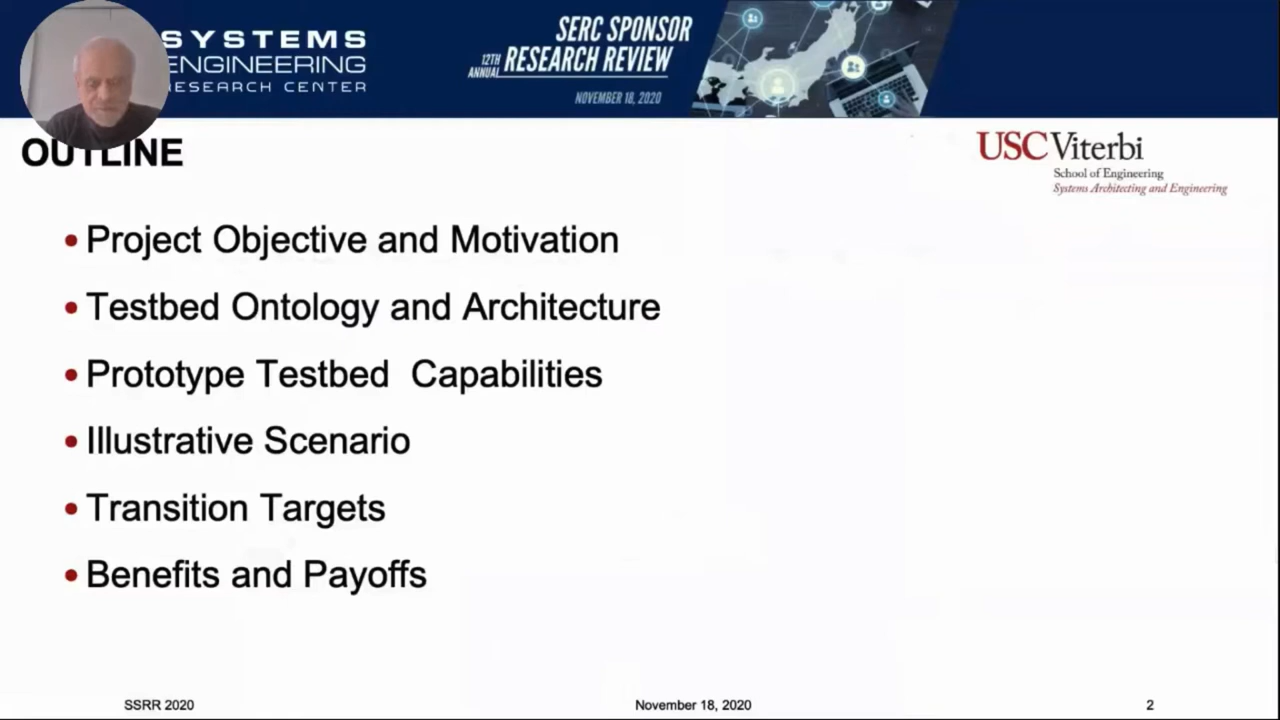 SYSTEMS
ENGINEERING
RESEARCH CENTER
SERC SPONSOR
12TH ANNUAL RESEARCH REVIEW
NOVEMBER 18, 2020
OUTLINE
USC Viterbi
School of Engineering
Systems Architecting and Engineering
• Project Objective and Motivation
• Testbed Ontology and Architecture
• Prototype Testbed Capabilities
• Illustrative Scenario
• Transition Targets
• Benefits and Payoffs
SSRR 2020
November 18, 2020
2